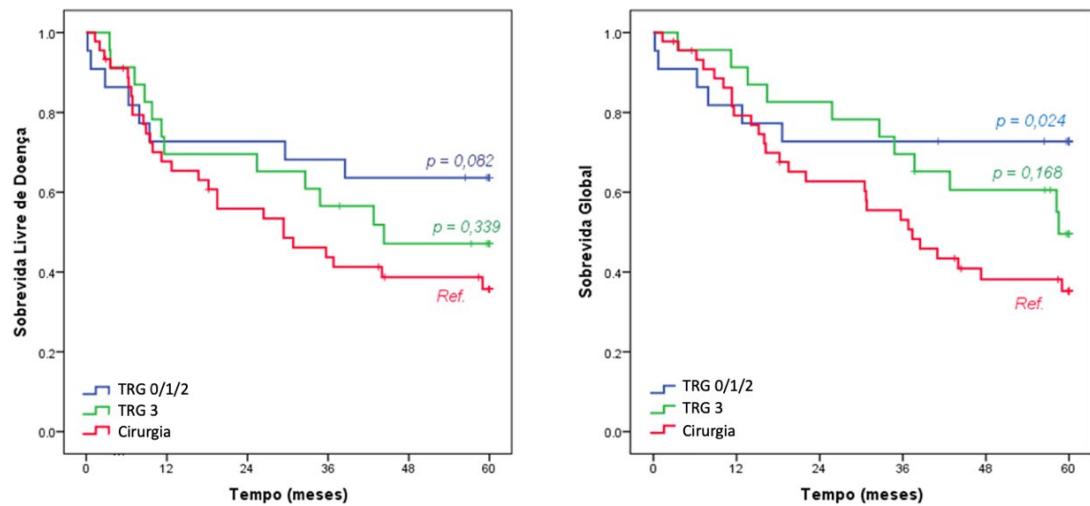 Sobrevida Livre de Doença
1.0
0.8
0.6
0.4
0.2
0.0
p = 0,082
p = 0,339
Ref.
TRG 0/1/2
TRG 3
Cirurgia
...
0 12 24 36 48 60
Tempo (meses)
Sobrevida Global
1.0
0.8
0.6
0.4
0.2
0.0
p = 0,024
p = 0,168
Ref.
TRG 0/1/2
TRG 3
Cirurgia
0 12 24 36 48 60
Tempo (meses)